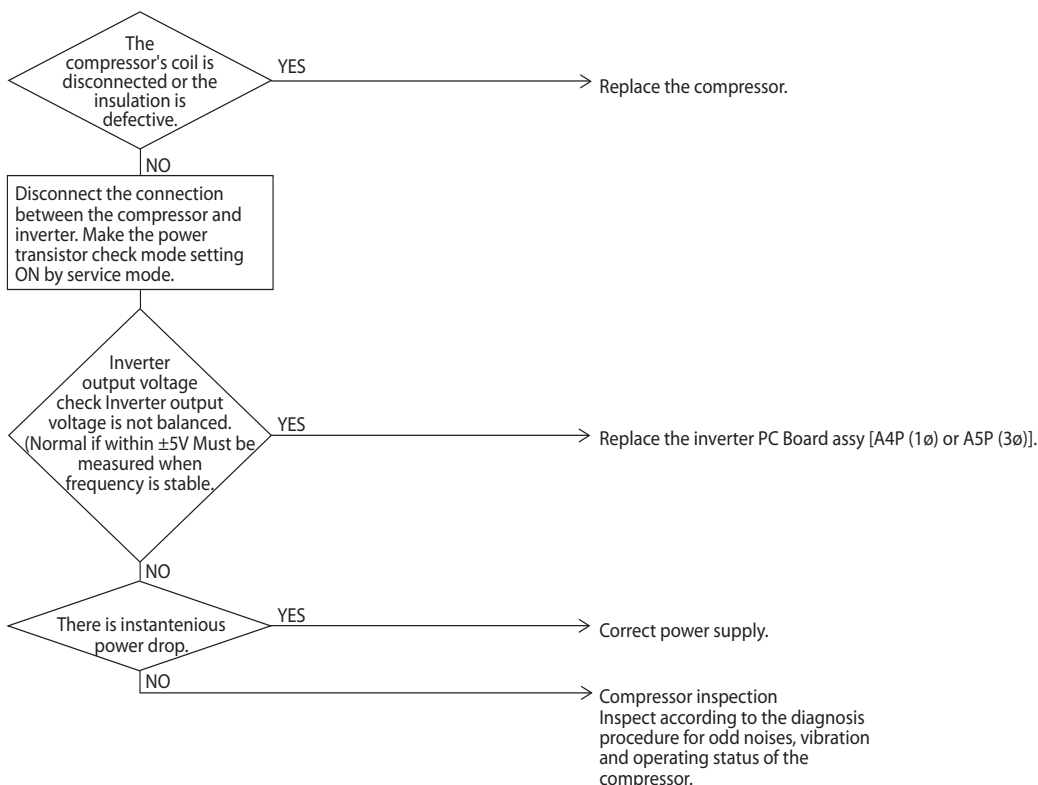 The
compressor's coil is
disconnected or the
insulation is
defective.
YES
Replace the compressor.
NO
Disconnect the connection
between the compressor and
inverter. Make the power
transistor check mode setting
ON by service mode.
Inverter
output voltage
check Inverter output
voltage is not balanced.
(Normal if within ±5V Must be
measured when
frequency is stable.
YES
Replace the inverter PC Board assy [A4P (1ø) or A5P (3ø)].
NO
There is instantenious
power drop.
YES
Correct power supply.
NO
Compressor inspection
Inspect according to the diagnosis
procedure for odd noises, vibration
and operating status of the
compressor.